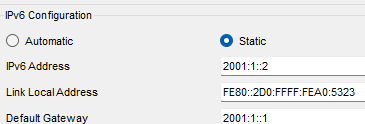 IPv6 Configuration
Automatic Static
IPv6 Address 2001:1::2
Link Local Address FE80::2D0:FFFF:FEA0:5323
Default Gateway 2001:1::1